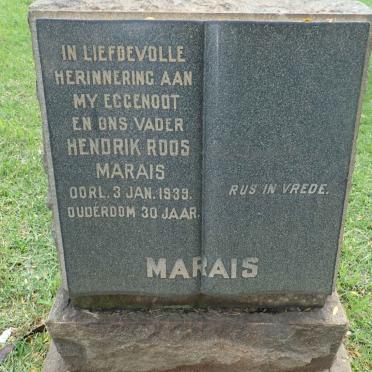 IN LIEFDEVOLLE
HERINNERING AAN
MY EGGENOOT
EN ONS VADER
HENDRIK ROOS
MARAIS
OORL. 3 JAN. 1939.
OUDERDOM 30 JAAR.
RUS IN VREDE.
MARAIS